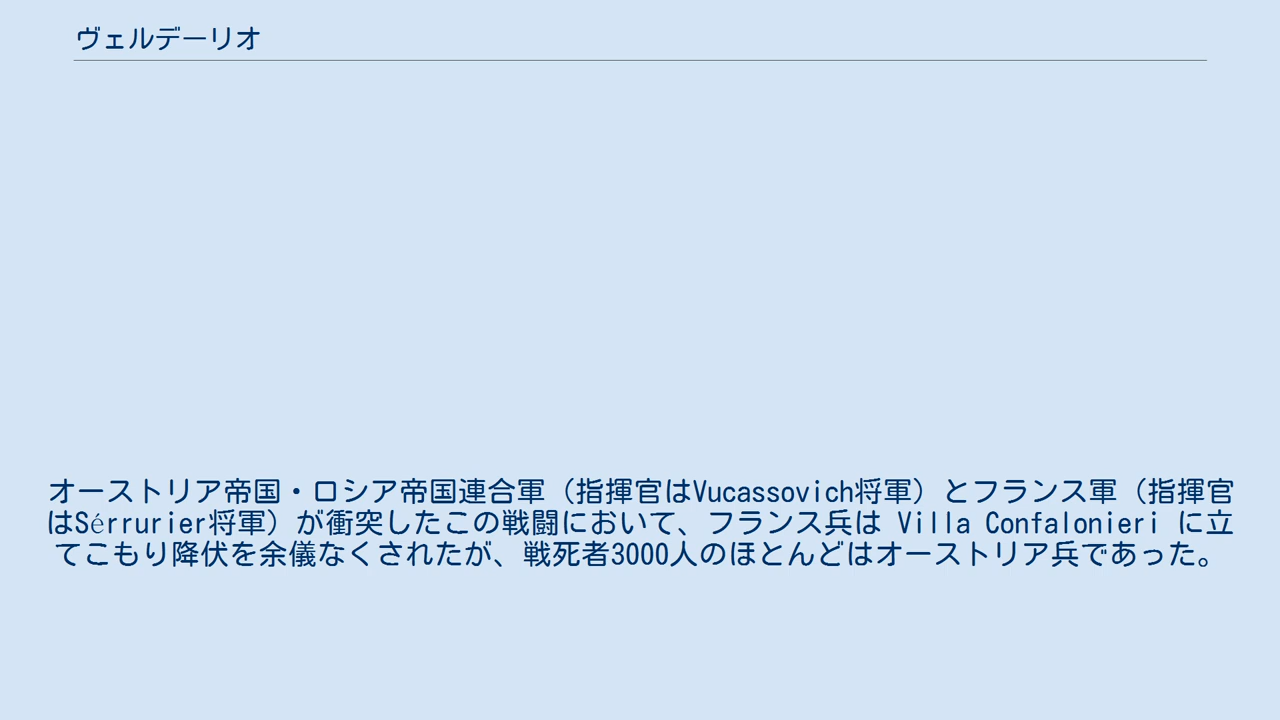 ヴェルデーリオ
オーストリア帝国・ロシア帝国連合軍（指揮官はVucassovich将軍）とフランス軍（指揮官
はSérrurier将軍）が衝突したこの戦闘において、フランス兵は Villa Confalonieri に立
てこもり降伏を余儀なくされたが、戦死者3000人のほとんどはオーストリア兵であった。